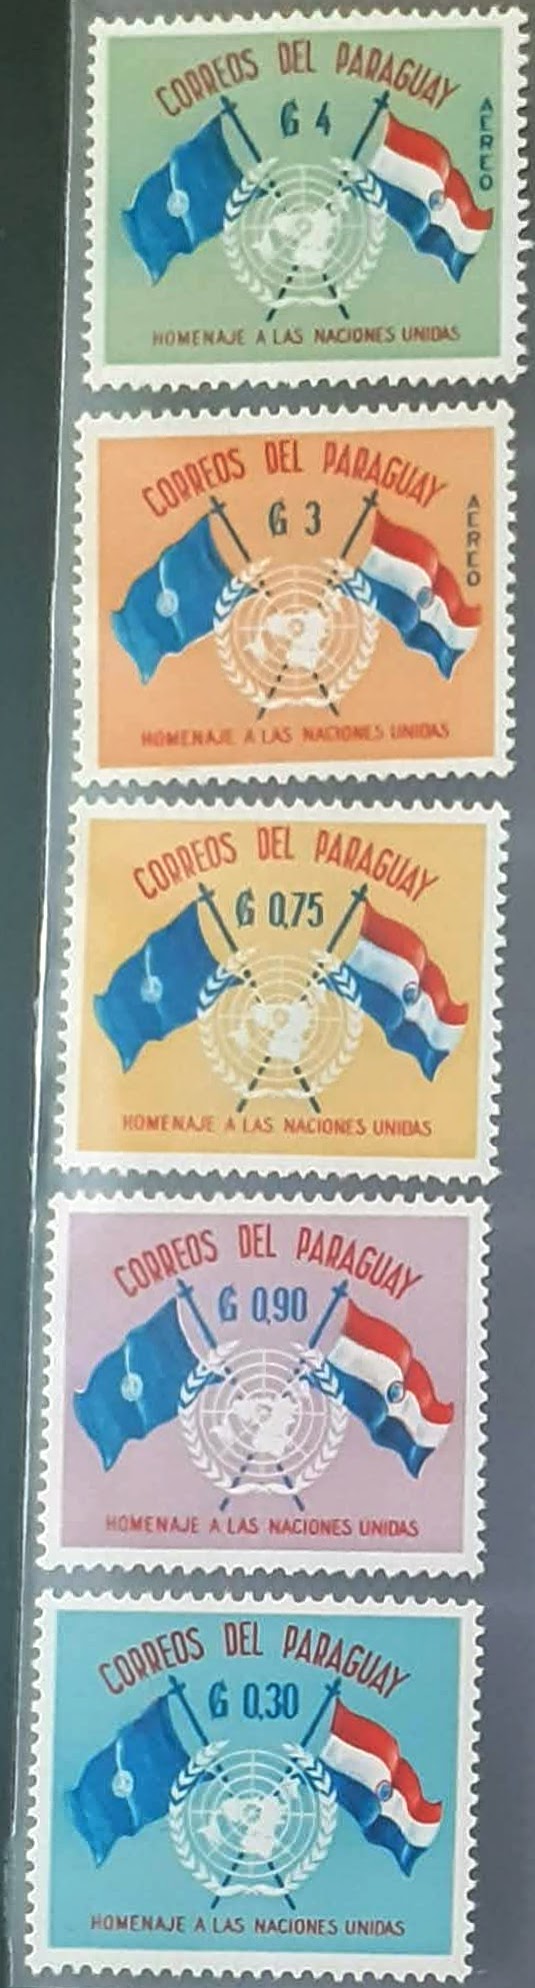 CORREOS DEL PARAGUAY
₲ 4
AEREO
HOMENAJE A LAS NACIONES UNIDAS
CORREOS DEL PARAGUAY
₲ 3
AEREO
HOMENAJE A LAS NACIONES UNIDAS
CORREOS DEL PARAGUAY
₲ 0,75
HOMENAJE A LAS NACIONES UNIDAS
CORREOS DEL PARAGUAY
₲ 0,90
HOMENAJE A LAS NACIONES UNIDAS
CORREOS DEL PARAGUAY
₲ 0,30
HOMENAJE A LAS NACIONES UNIDAS